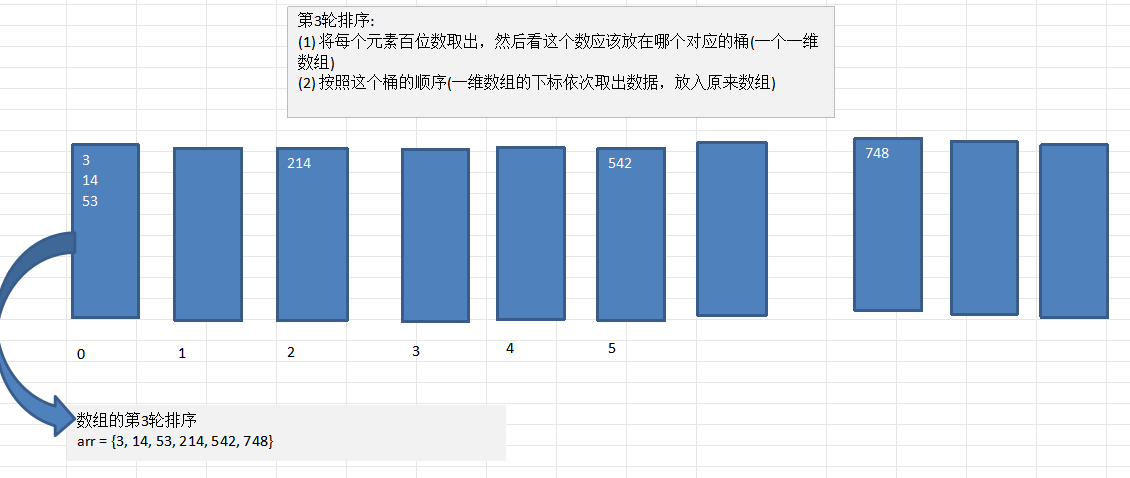 第3轮排序:
(1) 将每个元素百位数取出，然后看这个数应该放在哪个对应的桶(一个一维
数组)
(2) 按照这个桶的顺序(一维数组的下标依次取出数据，放入原来数组)
3
14
53
214
542
748
0
1
2
3
4
5
数组的第3轮排序
arr = {3, 14, 53, 214, 542, 748}